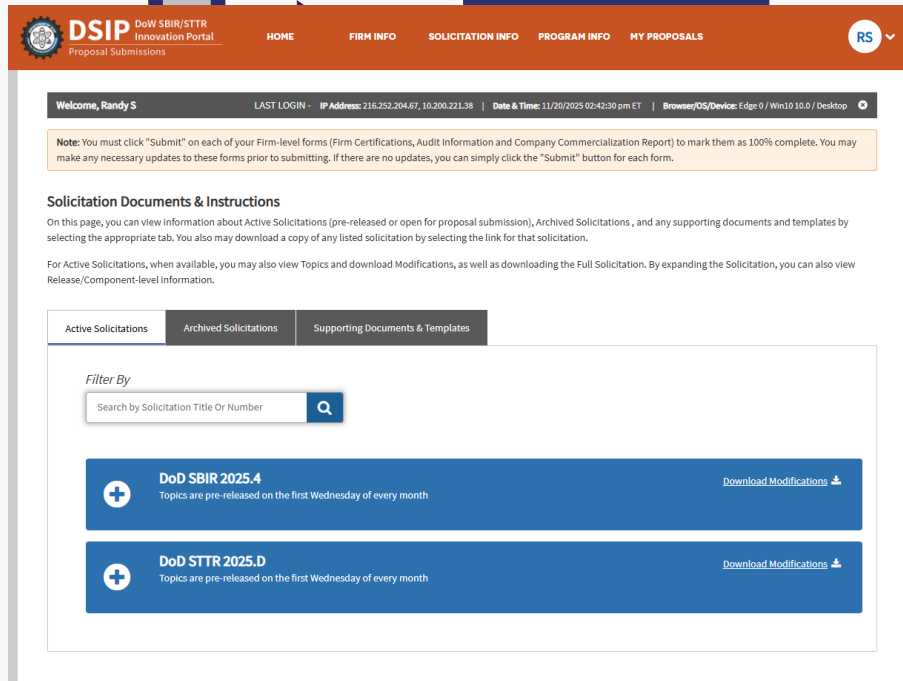 DSIP DoW SBIR/STTR
Innovation Portal
Proposal Submissions
HOME FIRM INFO SOLICITATION INFO PROGRAM INFO MY PROPOSALS RS
Welcome, Randy S LAST LOGIN - IP Address: 216.252.204.67, 10.200.221.38 | Date & Time: 11/20/2025 02:42:30 pm ET | Browser/OS/Device: Edge 0 / Win10 10.0 / Desktop
Note: You must click "Submit" on each of your Firm-level forms (Firm Certifications, Audit Information and Company Commercialization Report) to mark them as 100% complete. You may
make any necessary updates to these forms prior to submitting. If there are no updates, you can simply click the "Submit" button for each form.
Solicitation Documents & Instructions
On this page, you can view information about Active Solicitations (pre-released or open for proposal submission), Archived Solicitations , and any supporting documents and templates by
selecting the appropriate tab. You also may download a copy of any listed solicitation by selecting the link for that solicitation.
For Active Solicitations, when available, you may also view Topics and download Modifications, as well as downloading the Full Solicitation. By expanding the Solicitation, you can also view
Release/Component-level information.
Active Solicitations Archived Solicitations Supporting Documents & Templates
Filter By
Search by Solicitation Title Or Number
DoD SBIR 2025.4
Topics are pre-released on the first Wednesday of every month
Download Modifications
DoD STTR 2025.D
Topics are pre-released on the first Wednesday of every month
Download Modifications